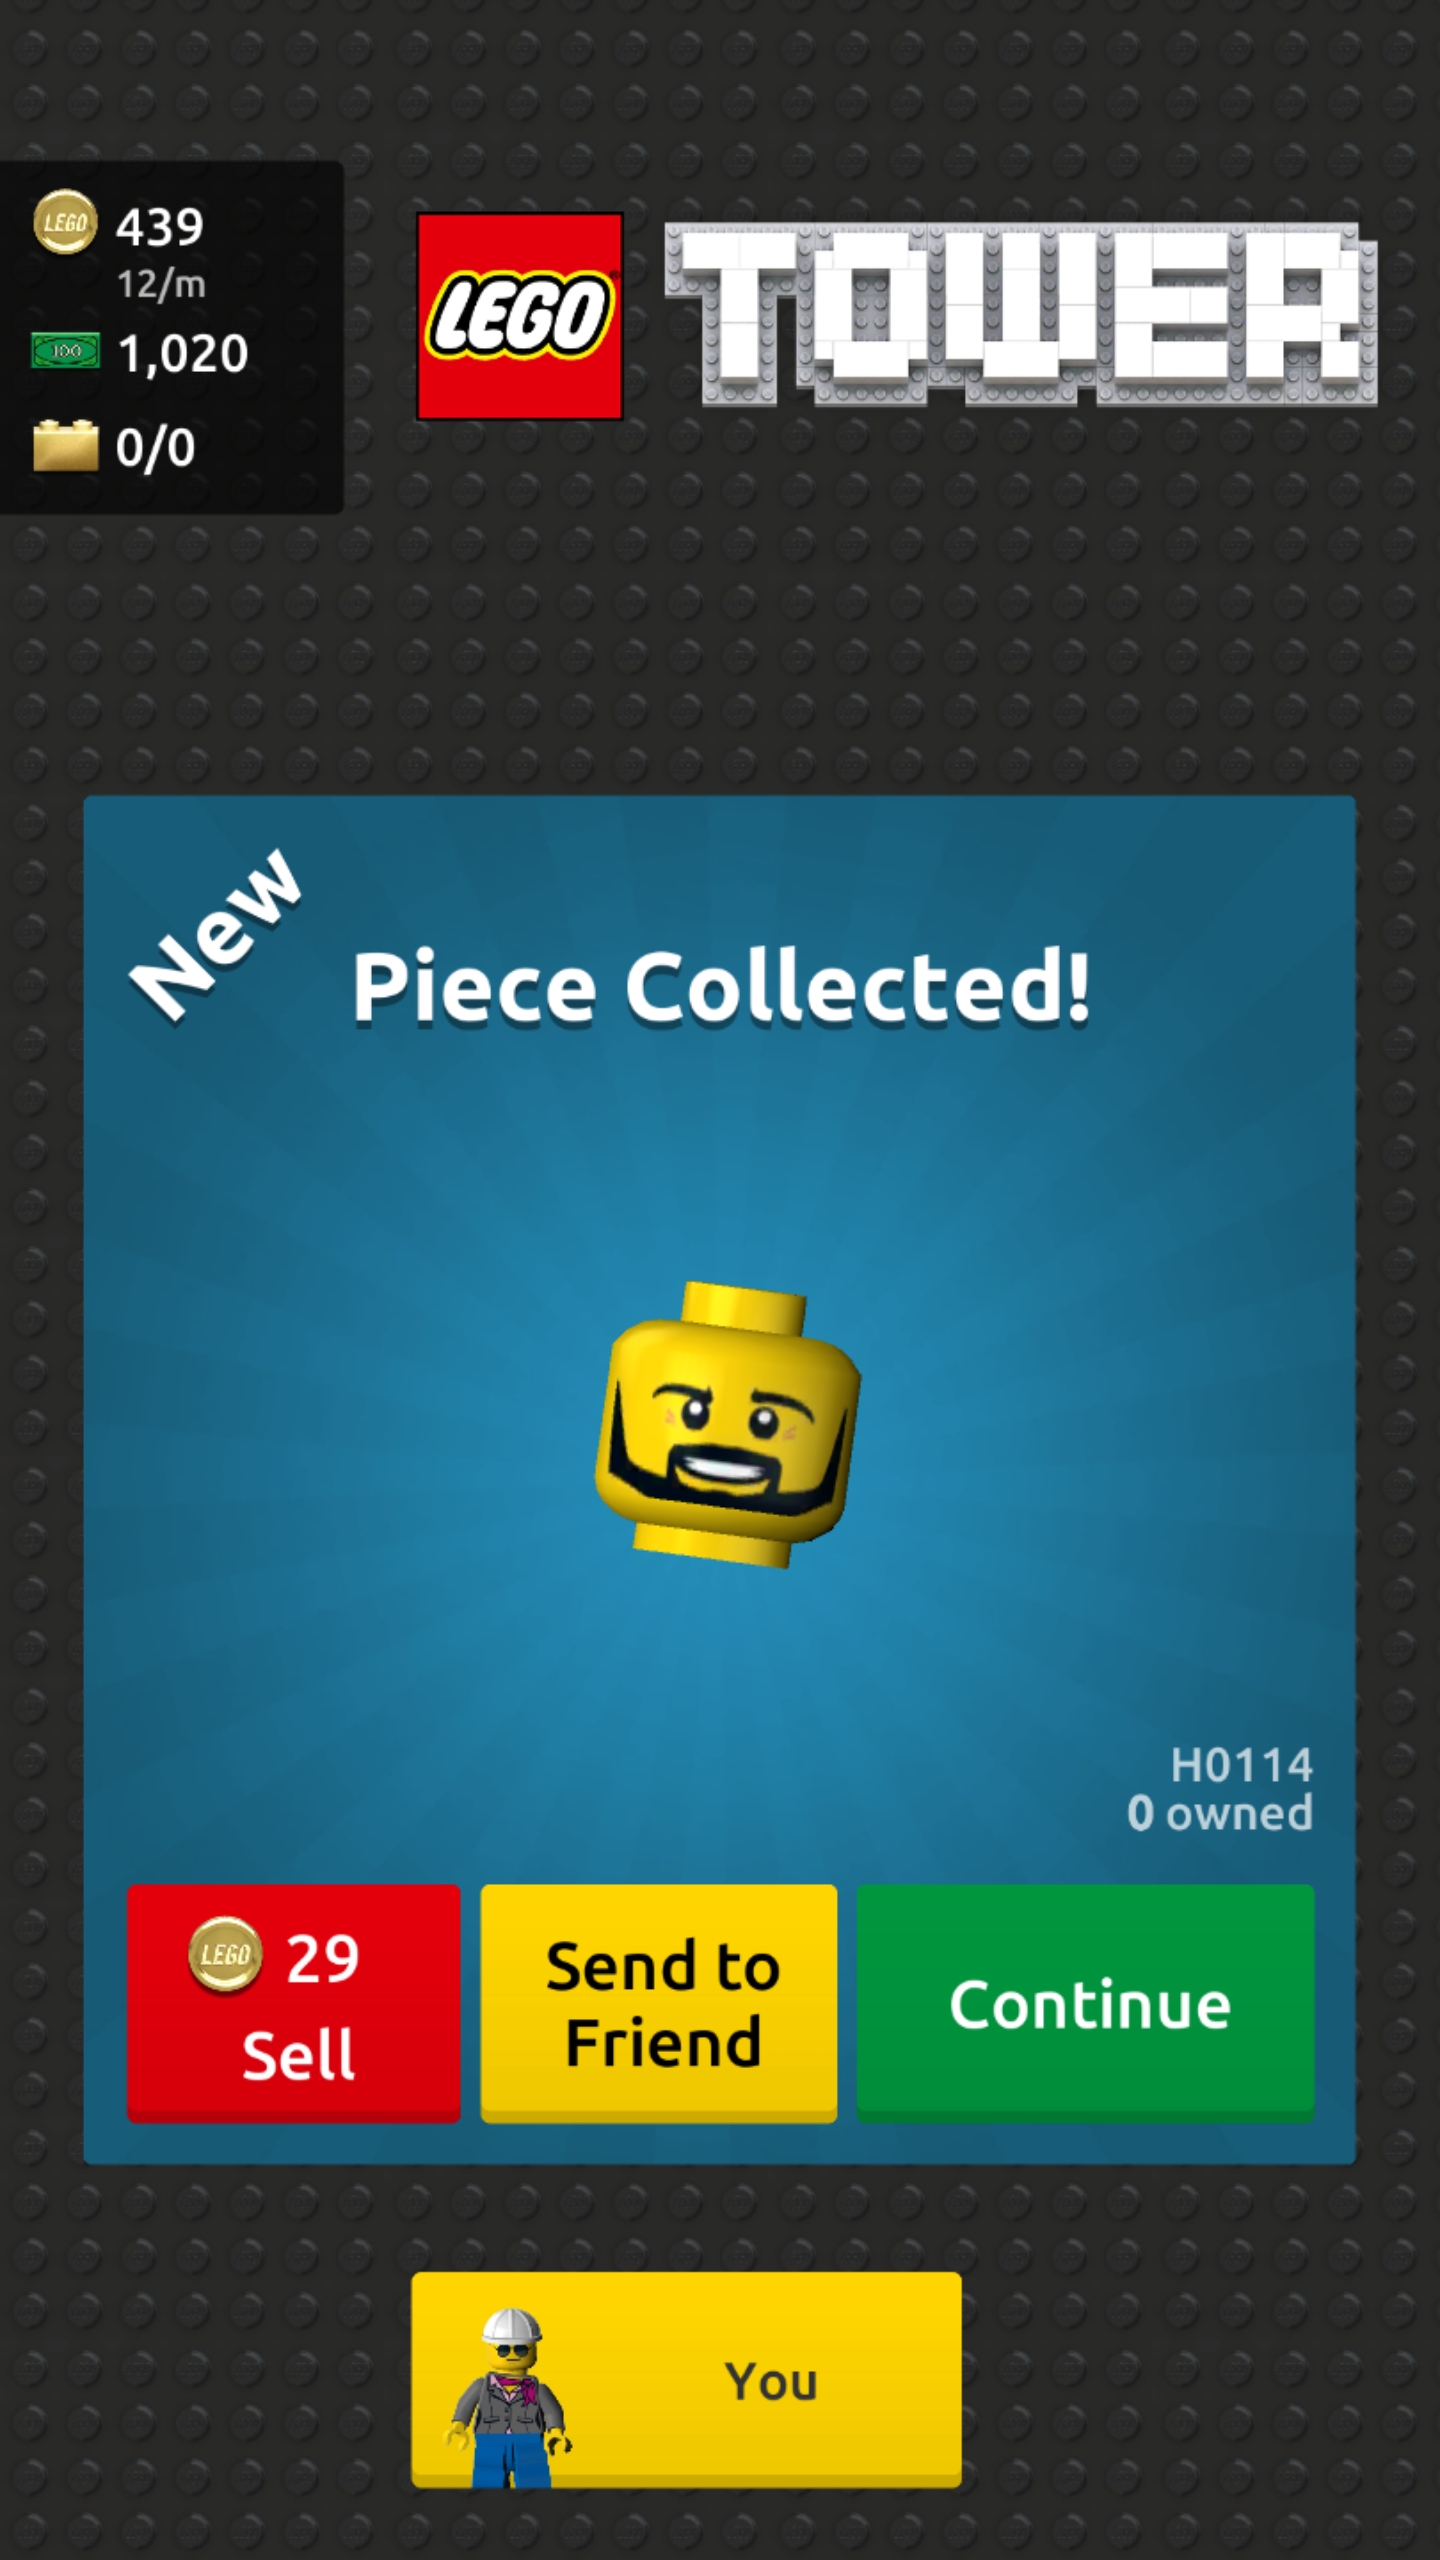 LEGO
439
12/m
100
1,020
0/0
LEGO®
TOWER
New
Piece Collected!
H0114
0 owned
LEGO
29
Sell
Send to
Friend
Continue
You